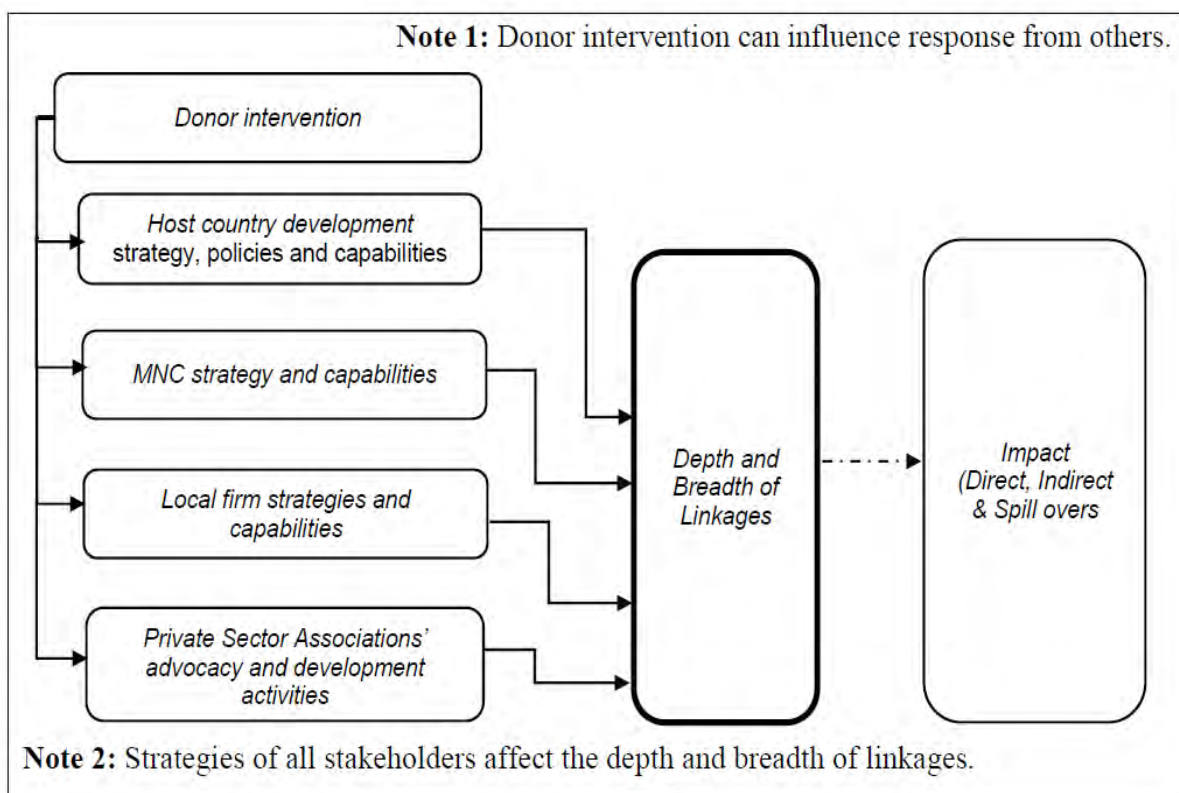 Note 1: Donor intervention can influence response from others.
Donor intervention
Host country development
strategy, policies and capabilities
MNC strategy and capabilities
Local firm strategies and
capabilities
Private Sector Associations’
advocacy and development
activities
Depth and
Breadth of
Linkages
Impact
(Direct, Indirect
& Spill overs
Note 2: Strategies of all stakeholders affect the depth and breadth of linkages.